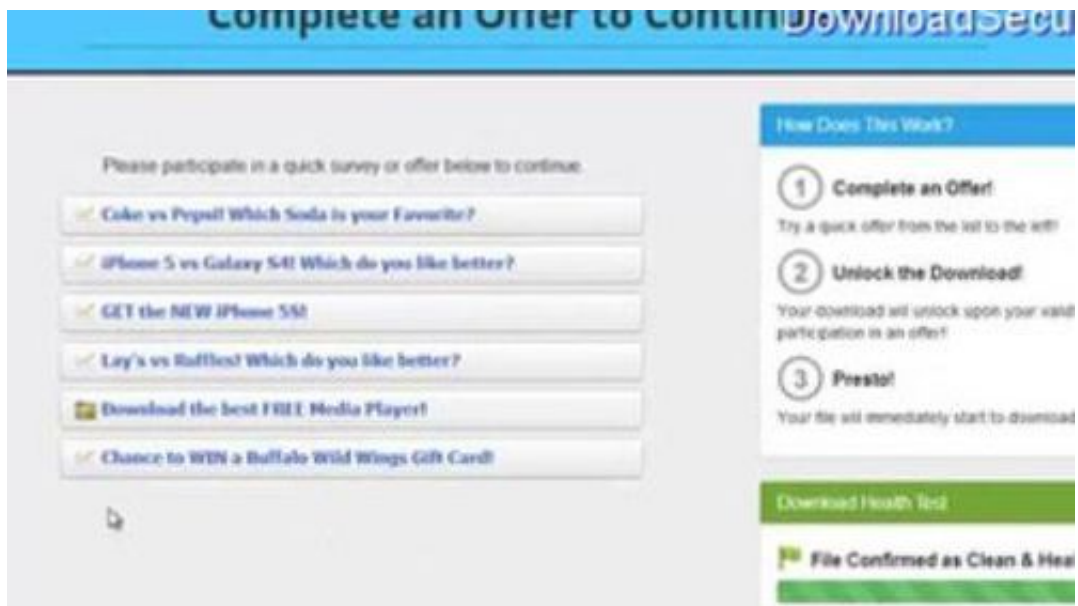 Complete an Offer to Continue
DownloadSecu
Please participate in a quick survey or offer below to continue.
Coke vs Pepsi! Which Soda is your Favorite?
iPhone 5 vs Galaxy S4! Which do you like better?
GET the NEW iPhone 5S!
Lay's vs Ruffles! Which do you like better?
Download the best FREE Media Player!
Chance to WIN a Buffalo Wild Wings Gift Card!
How Does This Work?
1 Complete an Offer!
Try a quick offer from the list to the left!
2 Unlock the Download!
Your download will unlock upon your valid
participation in an offer!
3 Presto!
Your file will immediately start to download
Download Health Test
File Confirmed as Clean & Heal